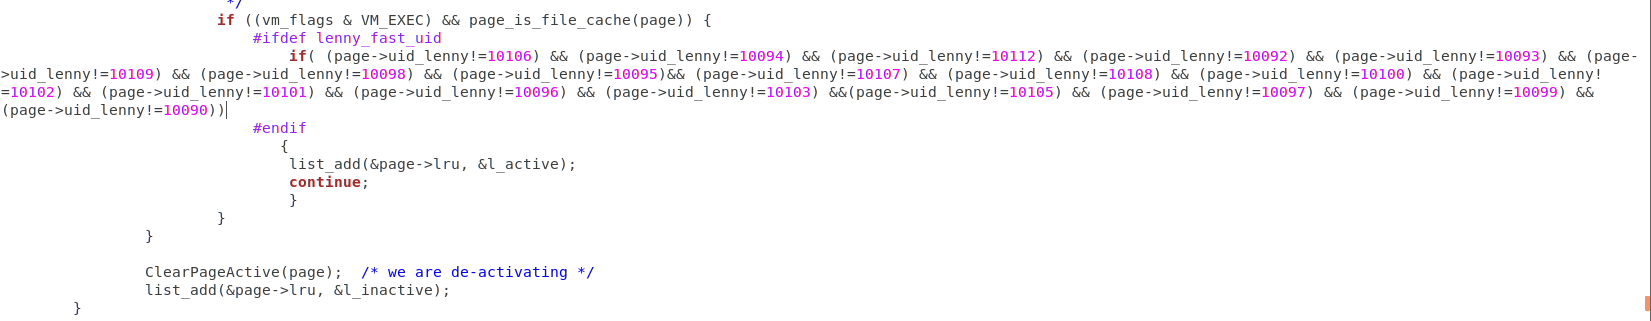 */
if ((vm_flags & VM_EXEC) && page_is_file_cache(page)) {
#ifdef lenny_fast_uid
if( (page->uid_lenny!=10106) && (page->uid_lenny!=10094) && (page->uid_lenny!=10112) && (page->uid_lenny!=10092) && (page->uid_lenny!=10093) && (page-
>uid_lenny!=10109) && (page->uid_lenny!=10098) && (page->uid_lenny!=10095)&& (page->uid_lenny!=10107) && (page->uid_lenny!=10108) && (page->uid_lenny!=10100) && (page->uid_lenny!
=10102) && (page->uid_lenny!=10101) && (page->uid_lenny!=10096) && (page->uid_lenny!=10103) &&(page->uid_lenny!=10105) && (page->uid_lenny!=10097) && (page->uid_lenny!=10099) &&
(page->uid_lenny!=10090))
#endif
{
list_add(&page->lru, &l_active);
continue;
}
}
}
ClearPageActive(page);  /* we are de-activating */
list_add(&page->lru, &l_inactive);
}